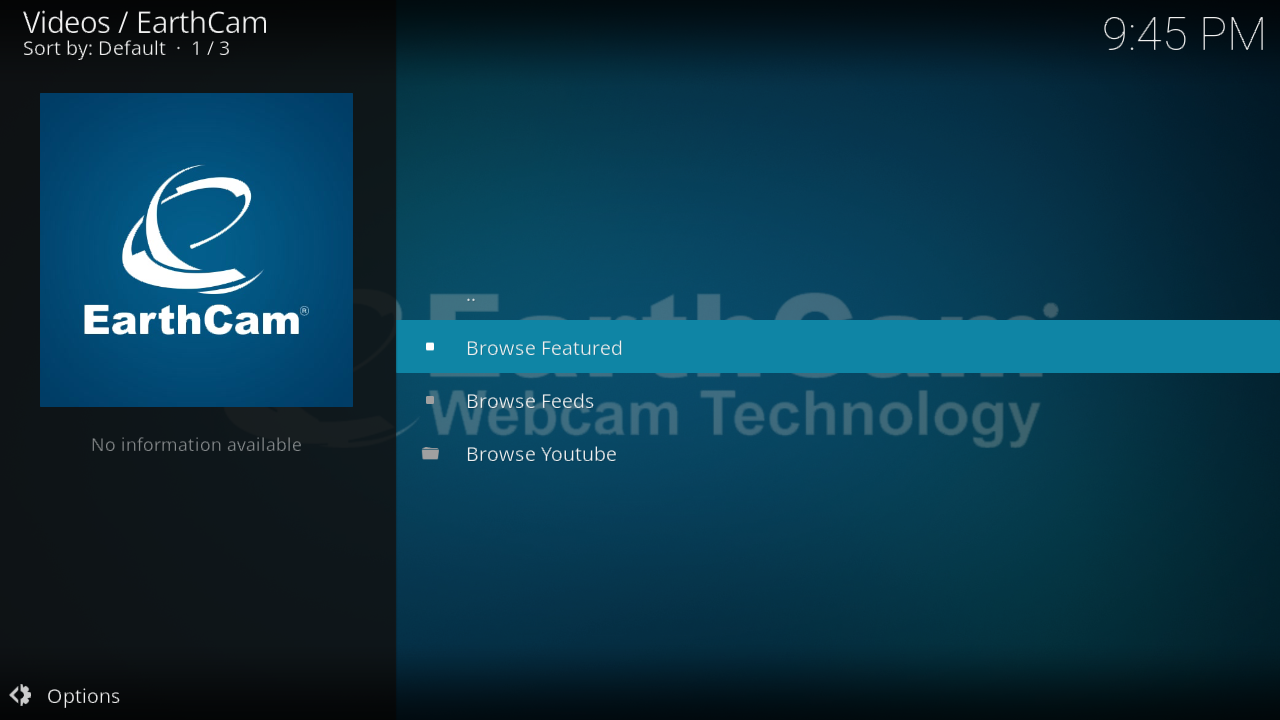 Videos / EarthCam
Sort by: Default · 1 / 3
9:45 PM
EarthCam®
No information available
..
EarthCam
Browse Featured
Browse Feeds
Webcam Technology
Browse Youtube
Options